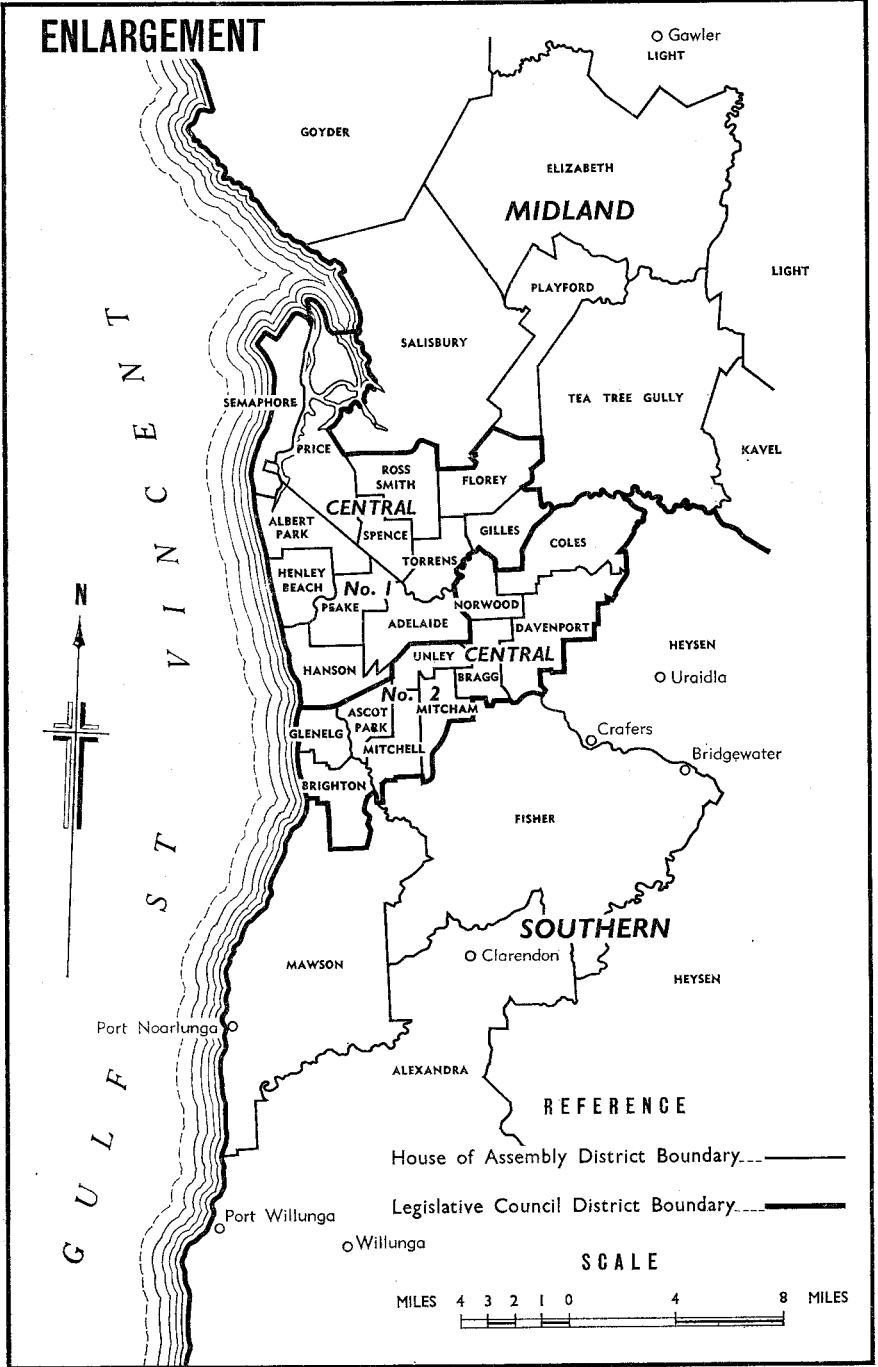 ENLARGEMENT
Gawler
LIGHT
GOYDER
ELIZABETH
MIDLAND
LIGHT
PLAYFORD
SALISBURY
TEA TREE GULLY
SEMAPHORE
KAVEL
PRICE
ROSS
SMITH
FLOREY
CENTRAL
No. 1
ALBERT
PARK
SPENCE
GILLES
COLES
TORRENS
HENLEY
BEACH
PEAKE
NORWOOD
ADELAIDE
DAVENPORT
HEYSEN
UNLEY
CENTRAL
No. 2
HANSON
BRAGG
Uraidla
ASCOT
PARK
MITCHAM
GLENELG
MITCHELL
Crafers
Bridgewater
BRIGHTON
FISHER
SOUTHERN
Clarendon
MAWSON
HEYSEN
Port Noarlunga
ALEXANDRA
Port Willunga
Willunga
GULF ST VINCENT
N
REFERENCE
House of Assembly District Boundary
Legislative Council District Boundary
SCALE
MILES 4 3 2 1 0 4 8 MILES